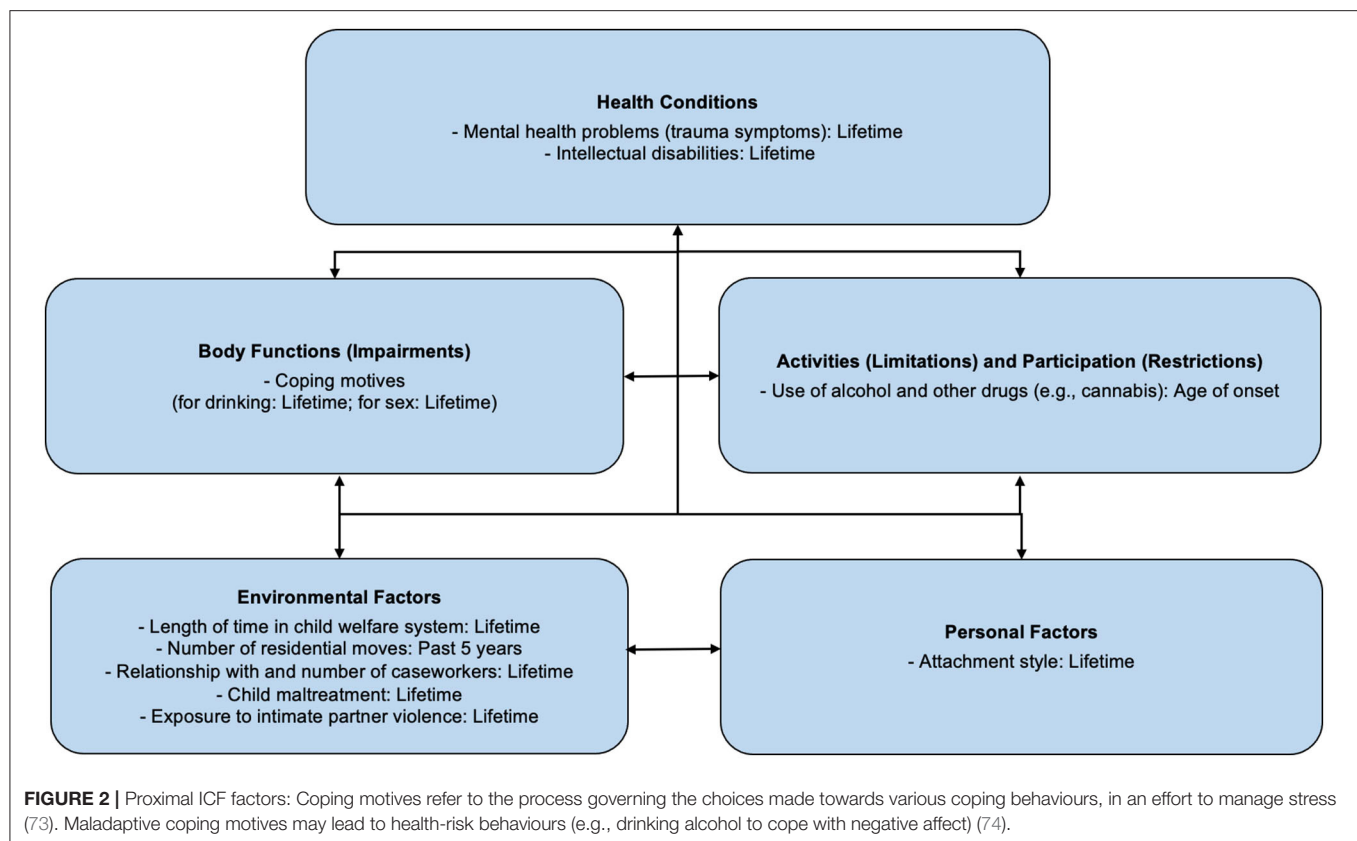 Health Conditions
- Mental health problems (trauma symptoms): Lifetime
- Intellectual disabilities: Lifetime
Body Functions (Impairments)
- Coping motives
(for drinking: Lifetime; for sex: Lifetime)
Activities (Limitations) and Participation (Restrictions)
- Use of alcohol and other drugs (e.g., cannabis): Age of onset
Environmental Factors
- Length of time in child welfare system: Lifetime
- Number of residential moves: Past 5 years
- Relationship with and number of caseworkers: Lifetime
- Child maltreatment: Lifetime
- Exposure to intimate partner violence: Lifetime
Personal Factors
- Attachment style: Lifetime
FIGURE 2 | Proximal ICF factors: Coping motives refer to the process governing the choices made towards various coping behaviours, in an effort to manage stress
(73). Maladaptive coping motives may lead to health-risk behaviours (e.g., drinking alcohol to cope with negative affect) (74).